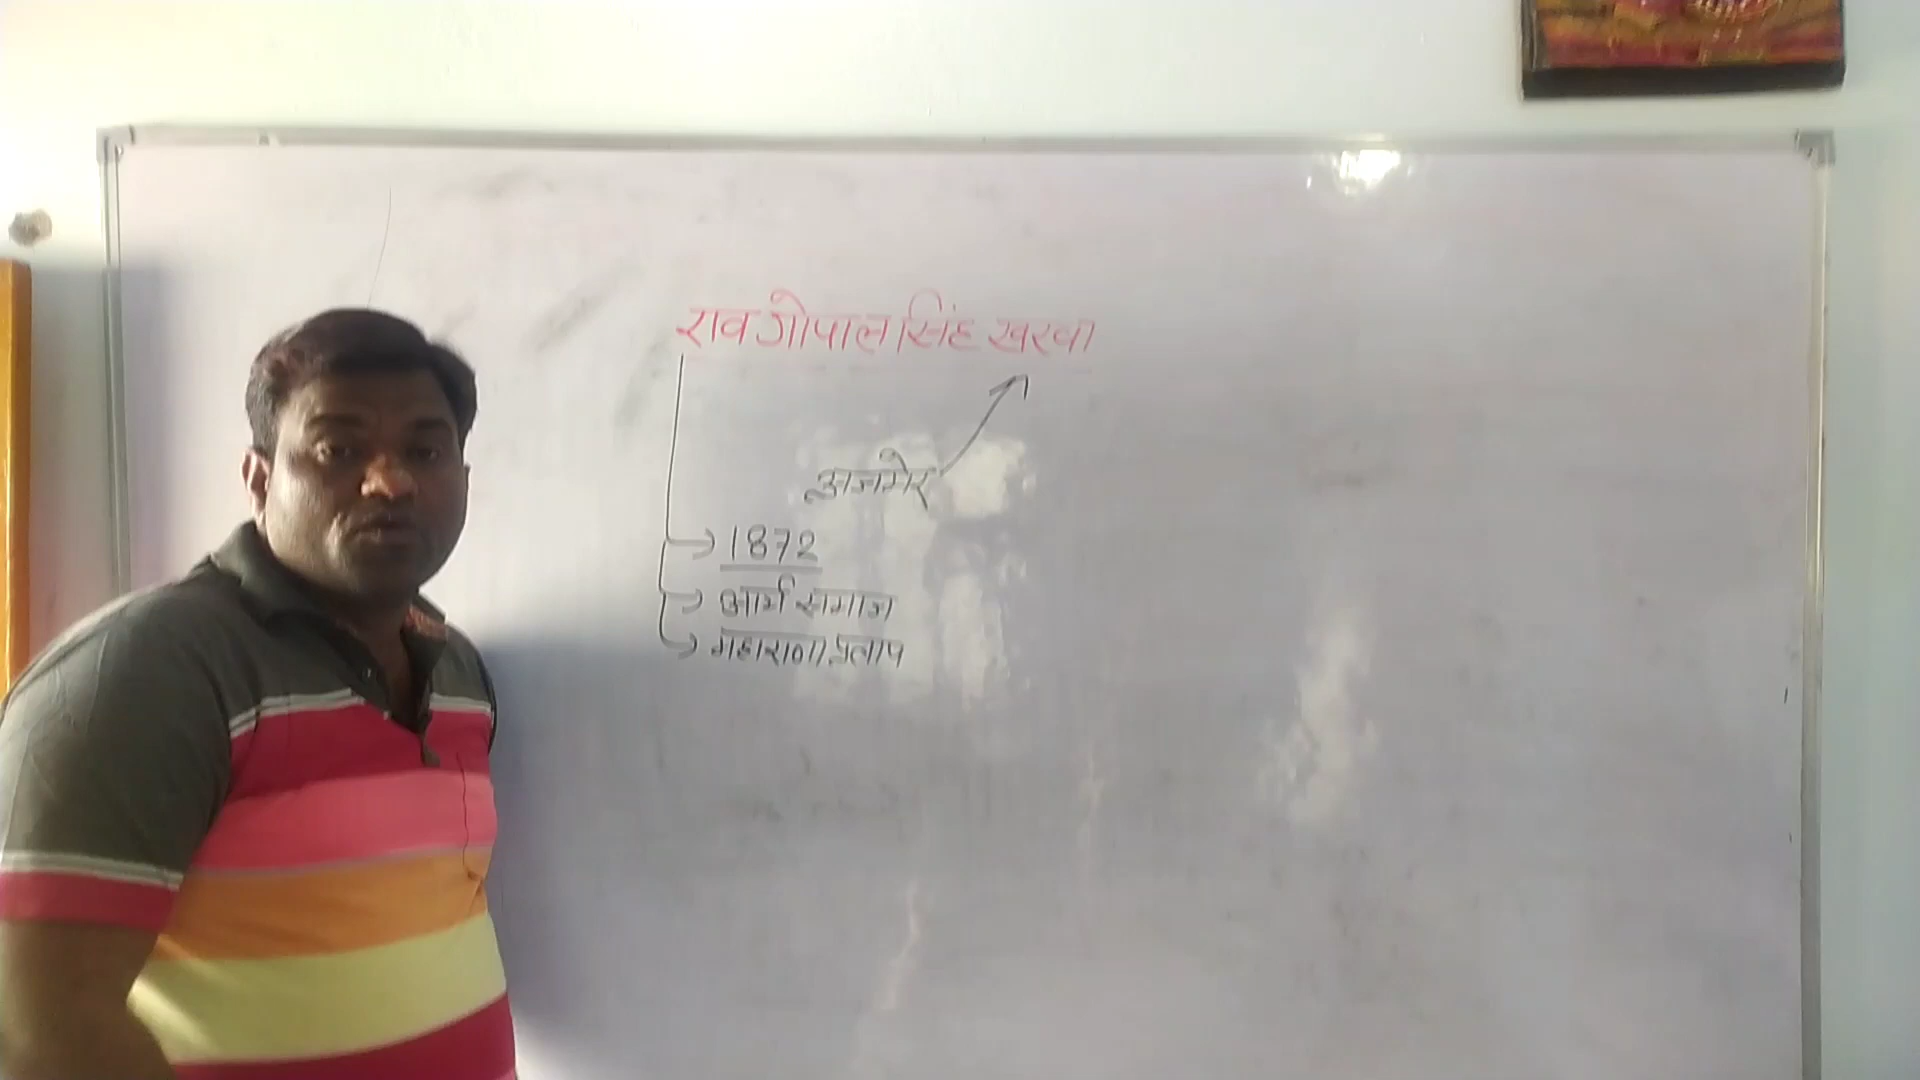 राव गोपाल सिंह खरवा
अजमेर
1872
आर्य समाज
महाराणा प्रताप